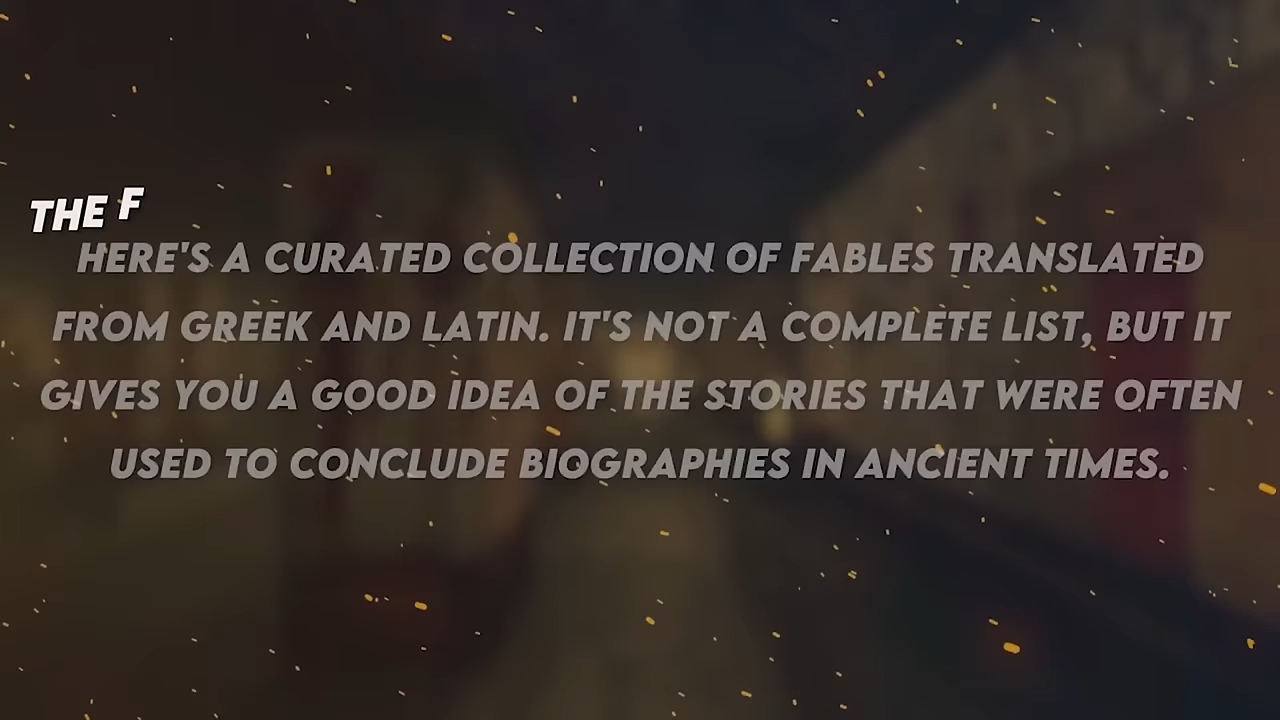 THE F
HERE'S A CURATED COLLECTION OF FABLES TRANSLATED
FROM GREEK AND LATIN. IT'S NOT A COMPLETE LIST, BUT IT
GIVES YOU A GOOD IDEA OF THE STORIES THAT WERE OFTEN
USED TO CONCLUDE BIOGRAPHIES IN ANCIENT TIMES.